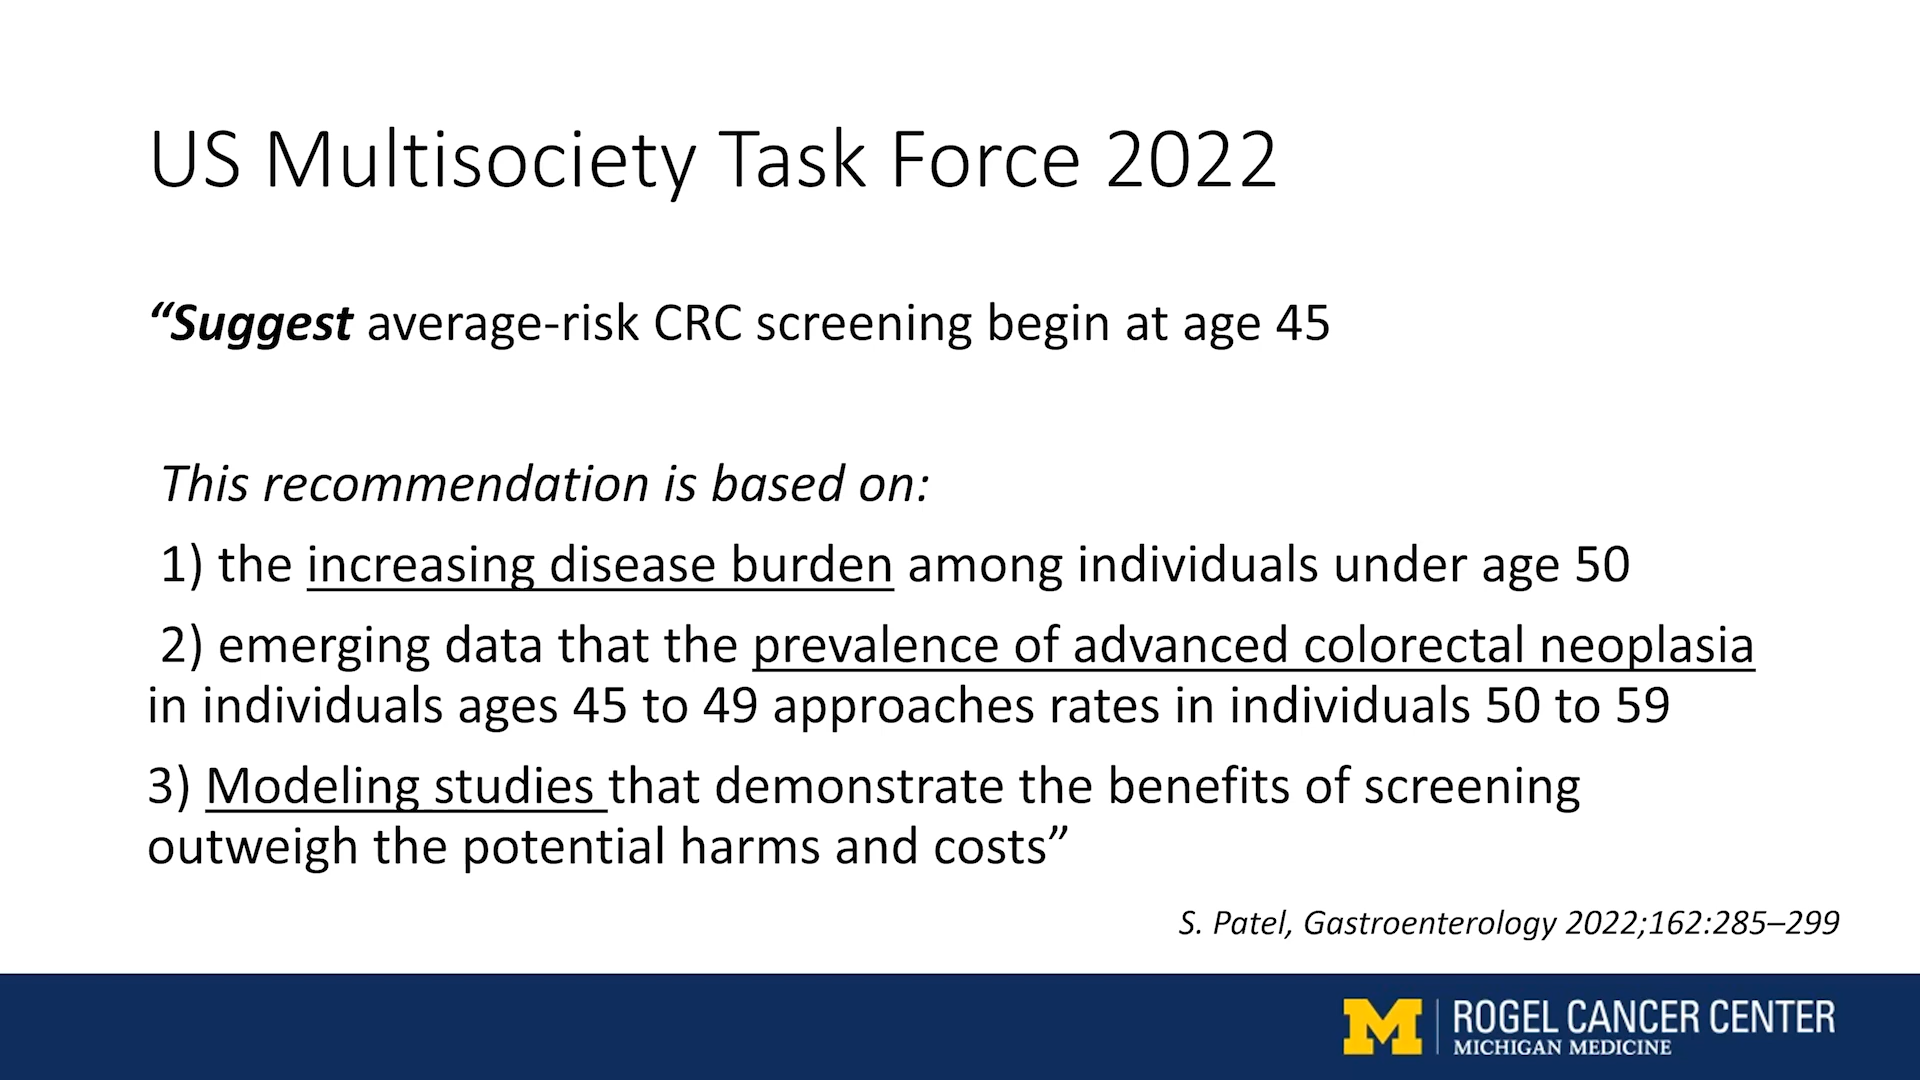 US Multisociety Task Force 2022
“Suggest average-risk CRC screening begin at age 45
This recommendation is based on:
1) the increasing disease burden among individuals under age 50
2) emerging data that the prevalence of advanced colorectal neoplasia
in individuals ages 45 to 49 approaches rates in individuals 50 to 59
3) Modeling studies that demonstrate the benefits of screening
outweigh the potential harms and costs”
S. Patel, Gastroenterology 2022;162:285–299
M
ROGEL CANCER CENTER
MICHIGAN MEDICINE